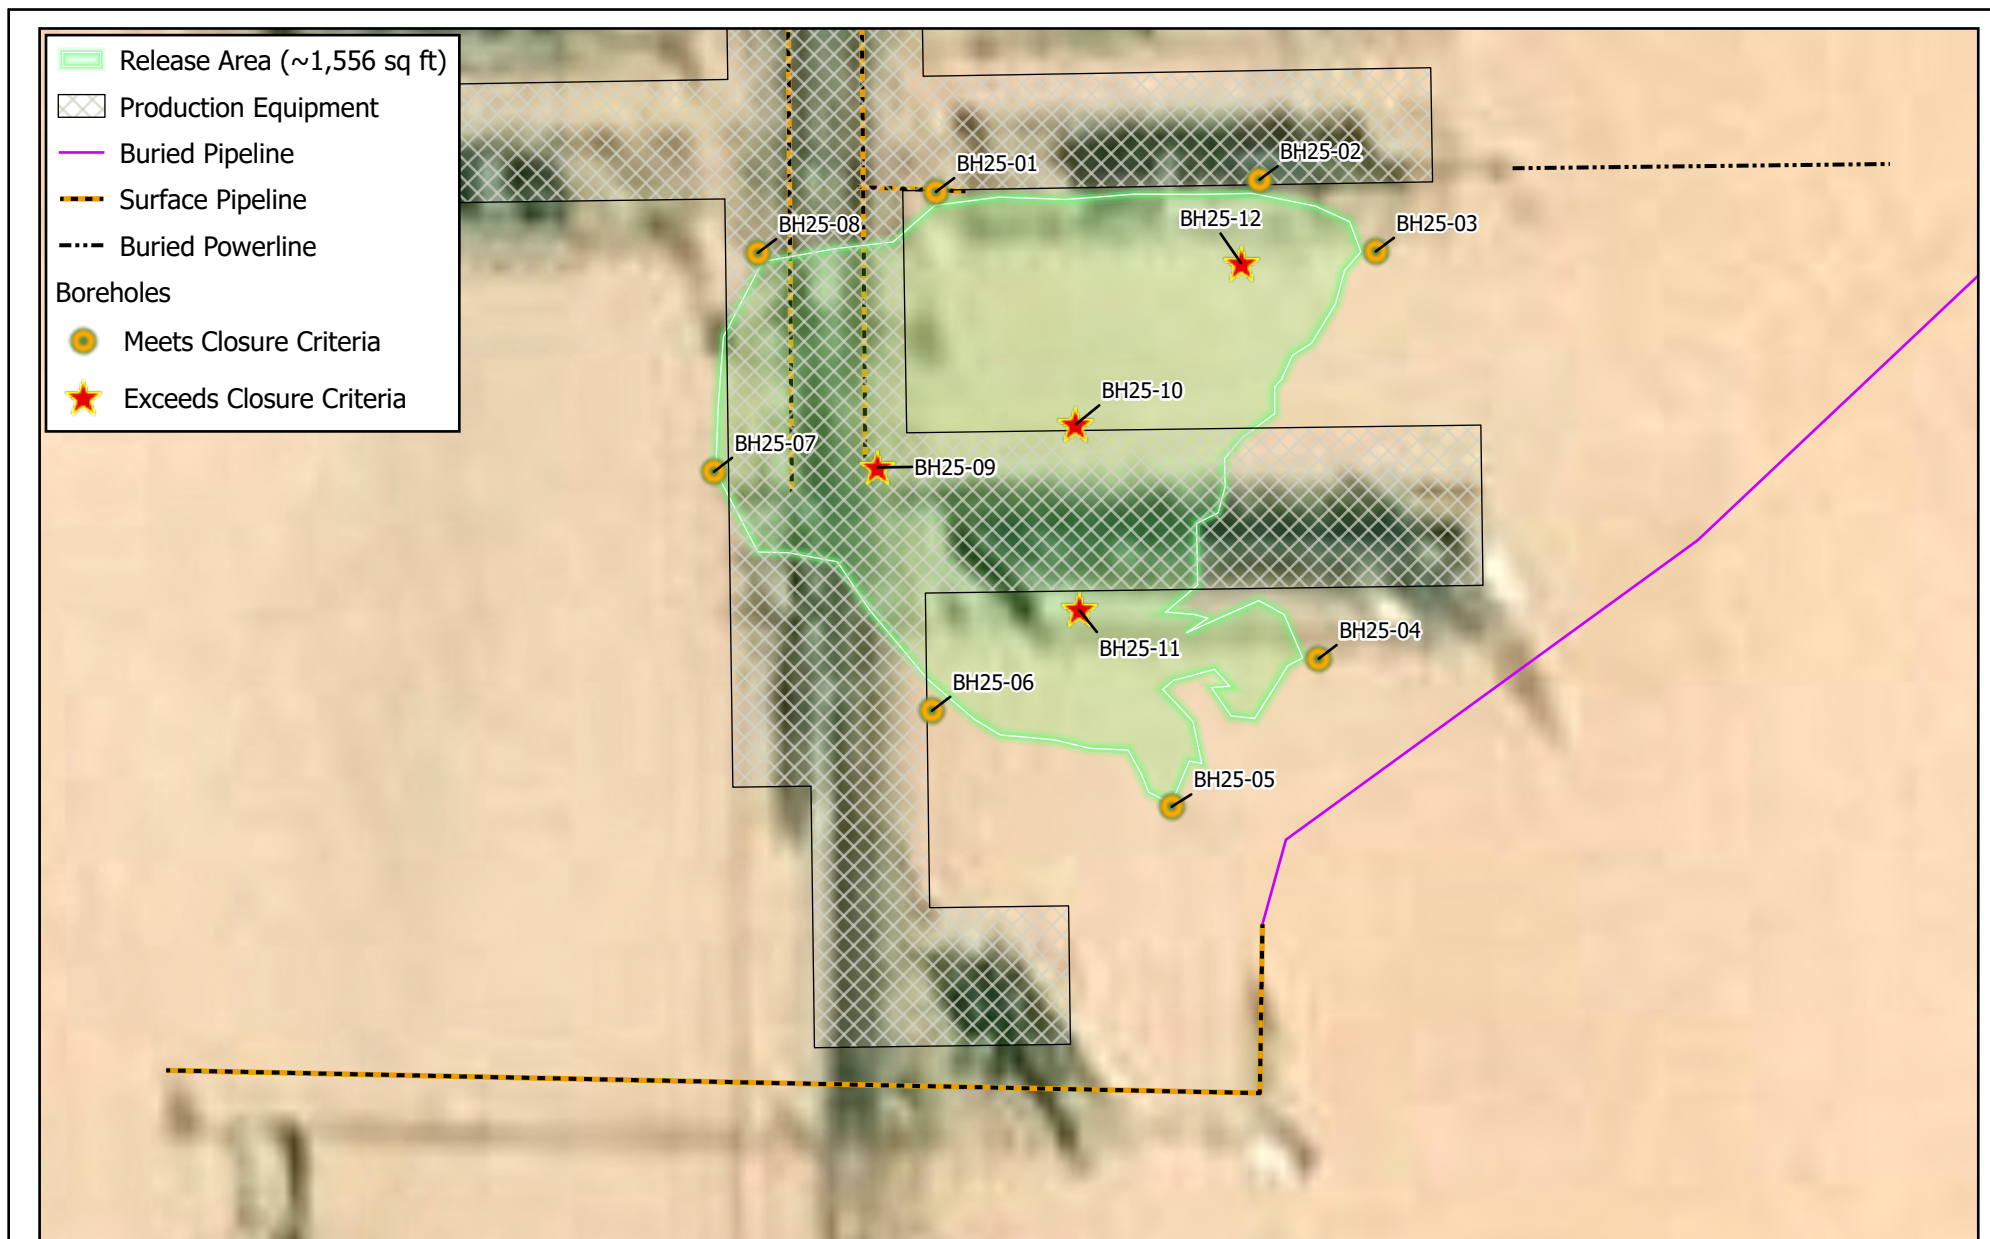 Release Area (~1,556 sq ft)
Production Equipment
Buried Pipeline
Surface Pipeline
Buried Powerline
Boreholes
Meets Closure Criteria
Exceeds Closure Criteria
BH25-01
BH25-02
BH25-08
BH25-12
BH25-03
BH25-10
BH25-07
BH25-09
BH25-04
BH25-11
BH25-06
BH25-05